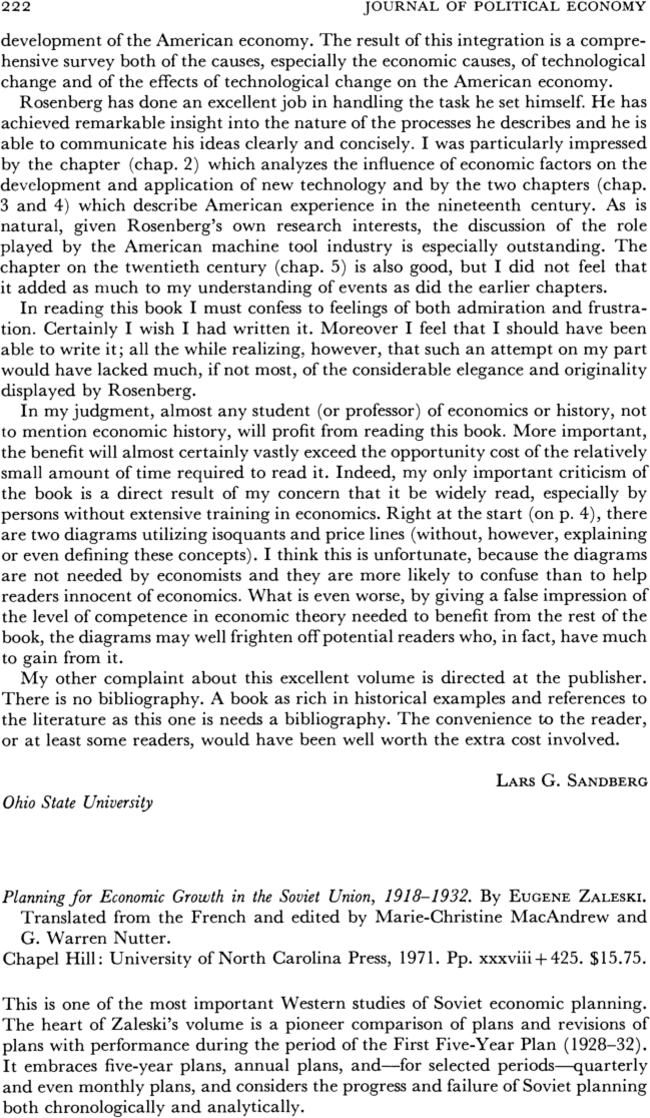 222 JOURNAL OF POLITICAL ECONOMY
development of the American economy. The result of this integration is a compre-
hensive survey both of the causes, especially the economic causes, of technological
change and of the effects of technological change on the American economy.
Rosenberg has done an excellent job in handling the task he set himself. He has
achieved remarkable insight into the nature of the processes he describes and he is
able to communicate his ideas clearly and concisely. I was particularly impressed
by the chapter (chap. 2) which analyzes the influence of economic factors on the
development and application of new technology and by the two chapters (chap.
3 and 4) which describe American experience in the nineteenth century. As is
natural, given Rosenberg's own research interests, the discussion of the role
played by the American machine tool industry is especially outstanding. The
chapter on the twentieth century (chap. 5) is also good, but I did not feel that
it added as much to my understanding of events as did the earlier chapters.
In reading this book I must confess to feelings of both admiration and frustra-
tion. Certainly I wish I had written it. Moreover I feel that I should have been
able to write it; all the while realizing, however, that such an attempt on my part
would have lacked much, if not most, of the considerable elegance and originality
displayed by Rosenberg.
In my judgment, almost any student (or professor) of economics or history, not
to mention economic history, will profit from reading this book. More important,
the benefit will almost certainly vastly exceed the opportunity cost of the relatively
small amount of time required to read it. Indeed, my only important criticism of
the book is a direct result of my concern that it be widely read, especially by
persons without extensive training in economics. Right at the start (on p. 4), there
are two diagrams utilizing isoquants and price lines (without, however, explaining
or even defining these concepts). I think this is unfortunate, because the diagrams
are not needed by economists and they are more likely to confuse than to help
readers innocent of economics. What is even worse, by giving a false impression of
the level of competence in economic theory needed to benefit from the rest of the
book, the diagrams may well frighten off potential readers who, in fact, have much
to gain from it.
My other complaint about this excellent volume is directed at the publisher.
There is no bibliography. A book as rich in historical examples and references to
the literature as this one is needs a bibliography. The convenience to the reader,
or at least some readers, would have been well worth the extra cost involved.
LARS G. SANDBERG
Ohio State University
Planning for Economic Growth in the Soviet Union, 1918–1932. By EUGENE ZALESKI.
Translated from the French and edited by Marie-Christine MacAndrew and
G. Warren Nutter.
Chapel Hill: University of North Carolina Press, 1971. Pp. xxxviii+425. $15.75.
This is one of the most important Western studies of Soviet economic planning.
The heart of Zaleski's volume is a pioneer comparison of plans and revisions of
plans with performance during the period of the First Five-Year Plan (1928–32).
It embraces five-year plans, annual plans, and—for selected periods—quarterly
and even monthly plans, and considers the progress and failure of Soviet planning
both chronologically and analytically.